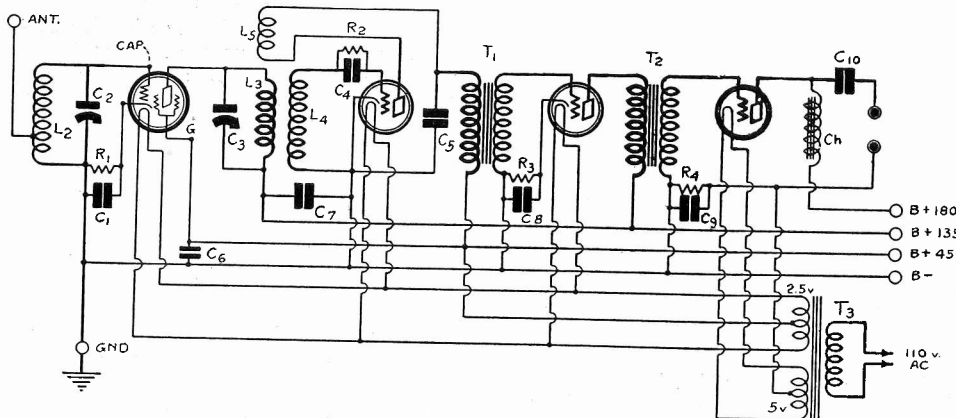 ANT.
CAP.
L2
C2
R1
C1
G
C3
L3
L5
R2
C4
L4
C7
C6
C5
T1
R3
C8
T2
R4
C9
C10
Ch
B+180
B+135
B+45
B-
2.5v
T3
110 v.
AC
5v
GND